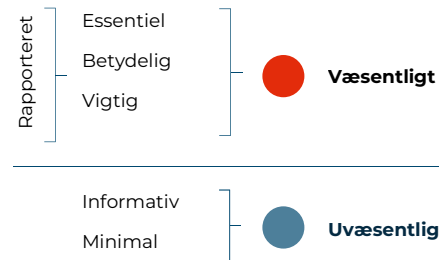 Rapporteret
Essentiel
Betydelig
Vigtig
Væsentligt
Informativ
Minimal
Uvæsentlig